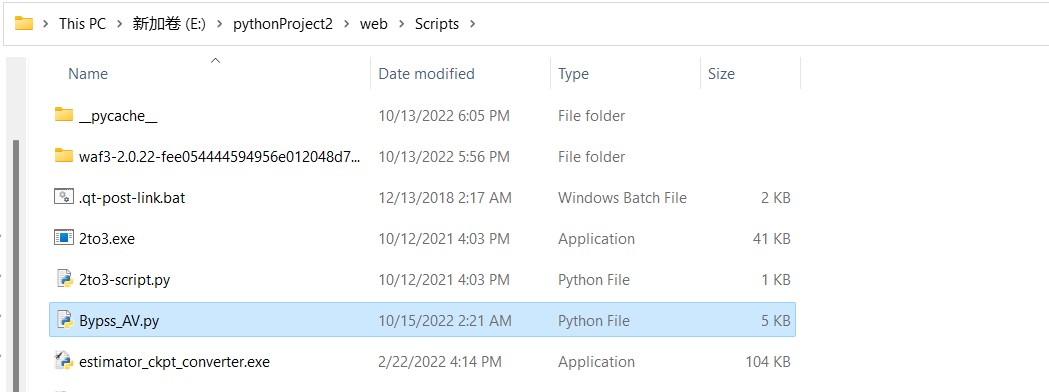 This PC > 新加卷 (E:) > pythonProject2 > web > Scripts >
Name Date modified Type Size
__pycache__ 10/13/2022 6:05 PM File folder
waf3-2.0.22-fee054444594956e012048d7... 10/13/2022 5:56 PM File folder
.qt-post-link.bat 12/13/2018 2:17 AM Windows Batch File 2 KB
2to3.exe 10/12/2021 4:03 PM Application 41 KB
2to3-script.py 10/12/2021 4:03 PM Python File 1 KB
Bypss_AV.py 10/15/2022 2:21 AM Python File 5 KB
estimator_ckpt_converter.exe 2/22/2022 4:14 PM Application 104 KB